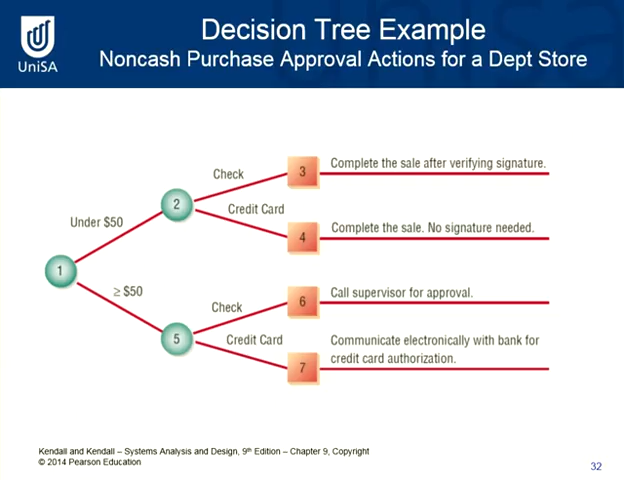 Decision Tree Example
Noncash Purchase Approval Actions for a Dept Store
UniSA
Check
3
Complete the sale after verifying signature.
2
Under $50
Credit Card
4
Complete the sale. No signature needed.
1
≥ $50
Check
6
Call supervisor for approval.
5
Credit Card
7
Communicate electronically with bank for
credit card authorization.
Kendall and Kendall – Systems Analysis and Design, 9th Edition – Chapter 9, Copyright
© 2014 Pearson Education
32